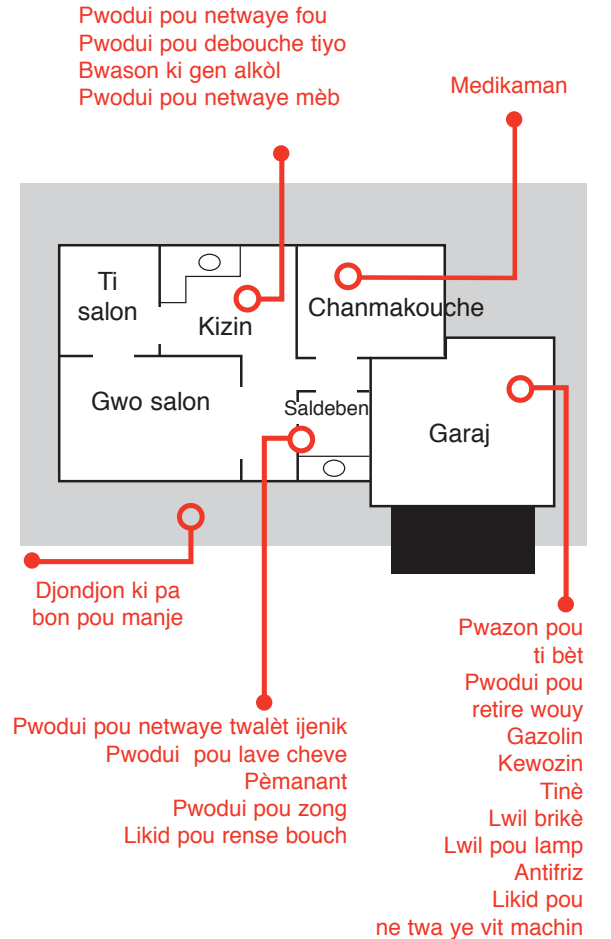 Pwodui pou netwaye fou
Pwodui pou debouche tiyo
Bwason ki gen alkòl
Pwodui pou netwaye mèb
Medikaman
Ti
salon
Kizin
Chanmakouche
Gwo salon
Saldeben
Garaj
Djondjon ki pa
bon pou manje
Pwodui pou netwaye twalèt ijenik
Pwodui pou lave cheve
Pèmanant
Pwodui pou zong
Likid pou rense bouch
Pwazon pou
ti bèt
Pwodui pou
retire wouy
Gazolin
Kewozin
Tinè
Lwil brikè
Lwil pou lamp
Antifriz
Likid pou
ne twa ye vit machin